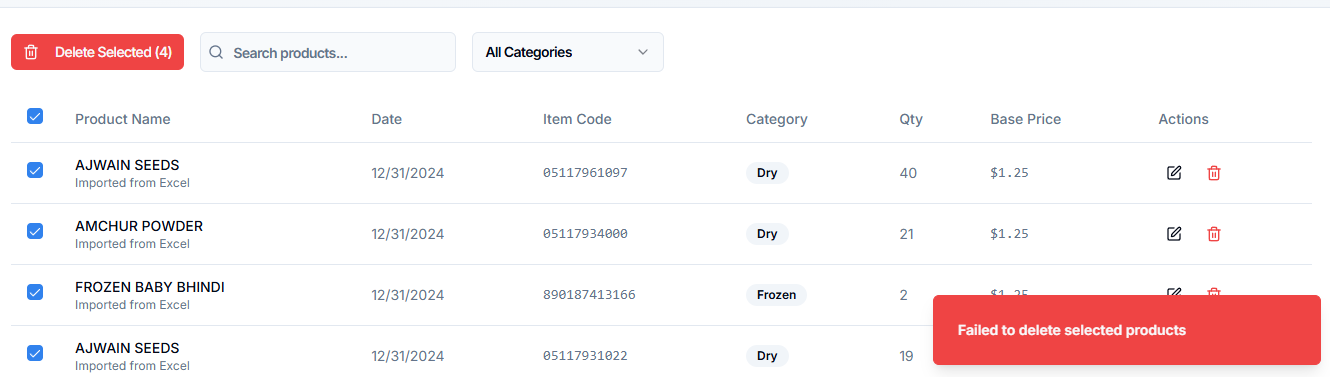 Delete Selected (4) Search products... All Categories
Product Name Date Item Code Category Qty Base Price Actions
AJWAIN SEEDS
Imported from Excel
12/31/2024 05117961097 Dry 40 $1.25
AMCHUR POWDER
Imported from Excel
12/31/2024 05117934000 Dry 21 $1.25
FROZEN BABY BHINDI
Imported from Excel
12/31/2024 890187413166 Frozen 2 $1.25
AJWAIN SEEDS
Imported from Excel
12/31/2024 05117931022 Dry 19
Failed to delete selected products